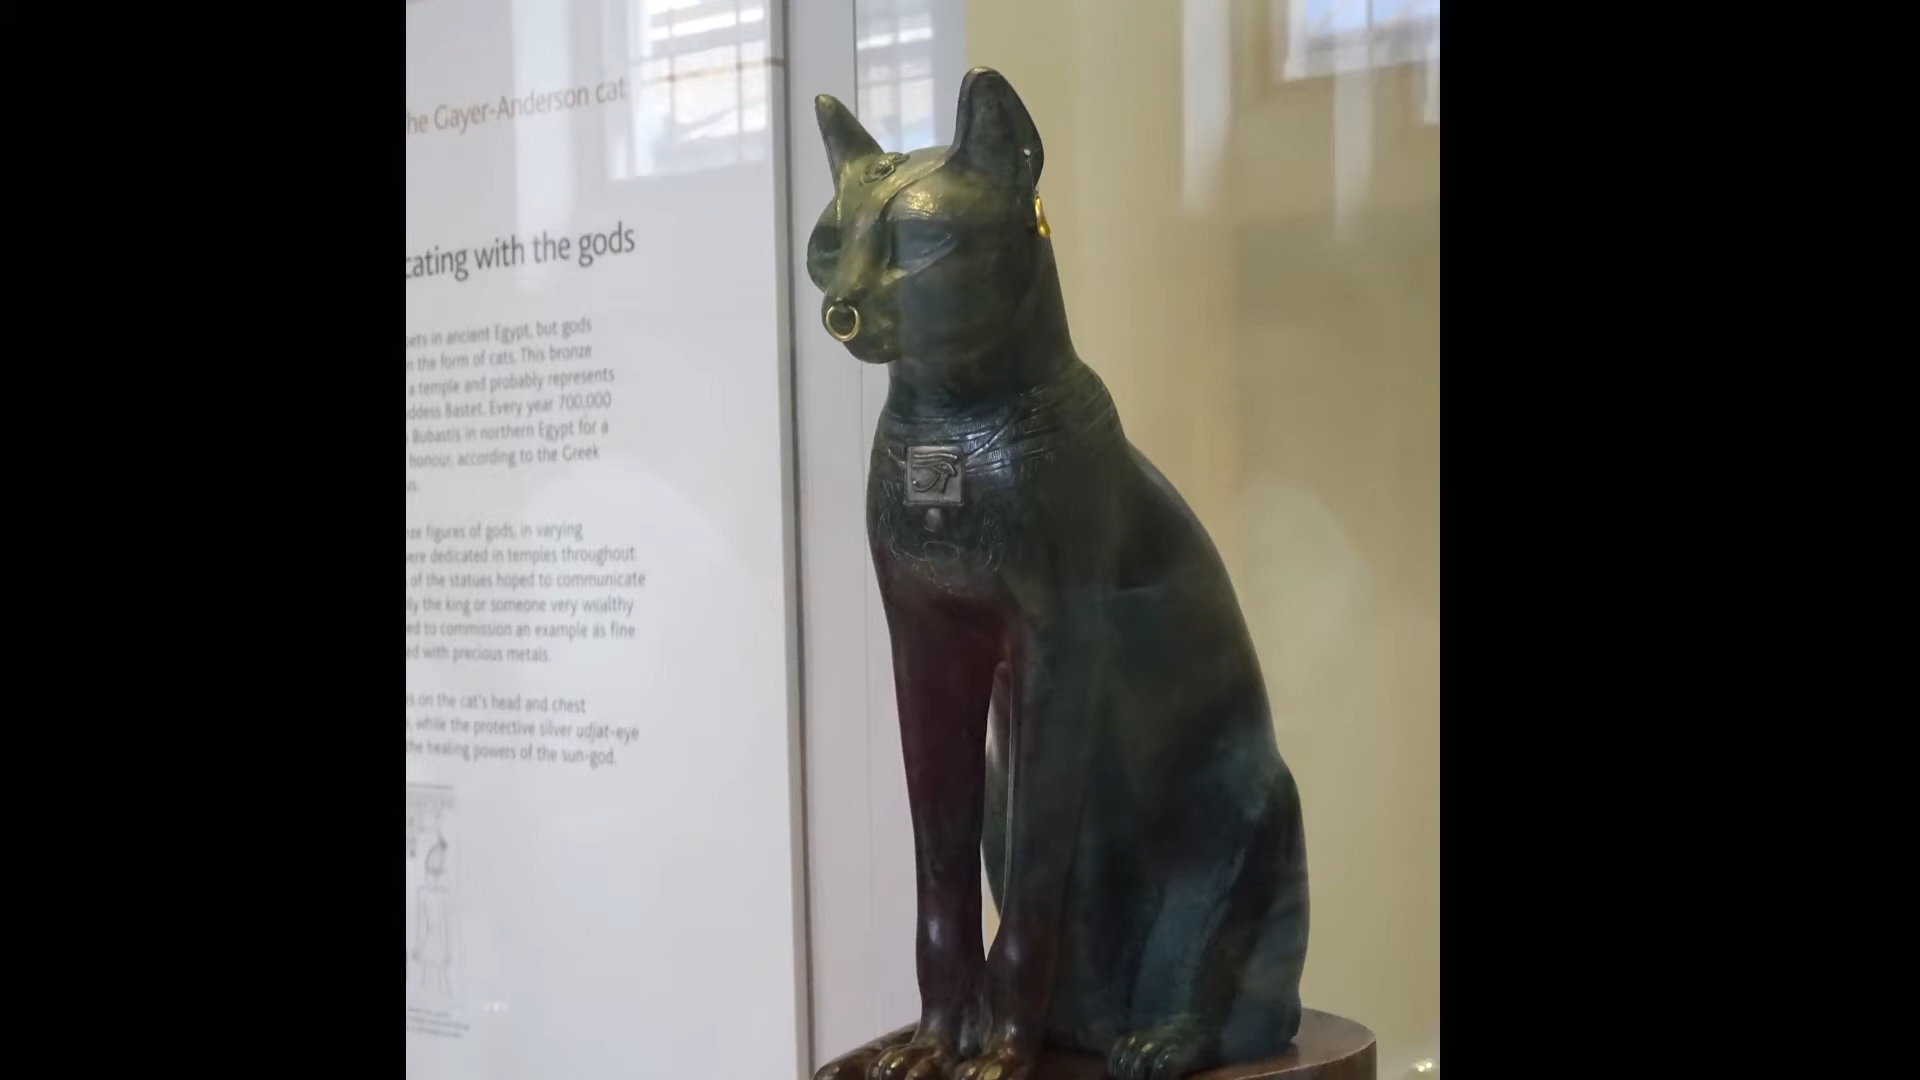 he Gayer-Anderson cat
cating with the gods
pets in ancient Egypt, but gods
n the form of cats. This bronze
a temple and probably represents
ddess Bastet. Every year 700,000
Bubastis in northern Egypt for a
honour, according to the Greek
us.
ze figures of gods, in varying
ere dedicated in temples throughout
of the statues hoped to communicate
ly the king or someone very wealthy
ed to commission an example as fine
ed with precious metals.
s on the cat's head and chest
, while the protective silver udjat-eye
the healing powers of the sun-god.